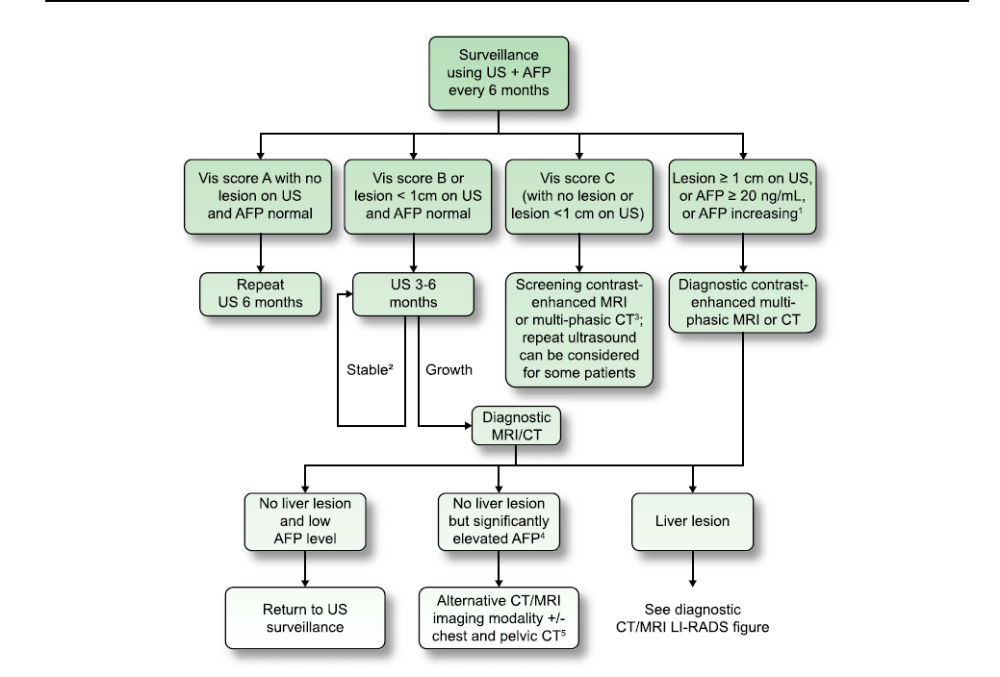 Surveillance
using US + AFP
every 6 months
Vis score A with no
lesion on US
and AFP normal
Vis score B or
lesion < 1cm on US
and AFP normal
Vis score C
(with no lesion or
lesion <1 cm on US)
Lesion ≥ 1 cm on US,
or AFP ≥ 20 ng/mL,
or AFP increasing¹
Repeat
US 6 months
US 3-6
months
Screening contrast-
enhanced MRI
or multi-phasic CT³;
repeat ultrasound
can be considered
for some patients
Diagnostic contrast-
enhanced multi-
phasic MRI or CT
Stable²
Growth
Diagnostic
MRI/CT
No liver lesion
and low
AFP level
No liver lesion
but significantly
elevated AFP⁴
Liver lesion
Return to US
surveillance
Alternative CT/MRI
imaging modality +/-
chest and pelvic CT⁵
See diagnostic
CT/MRI LI-RADS figure